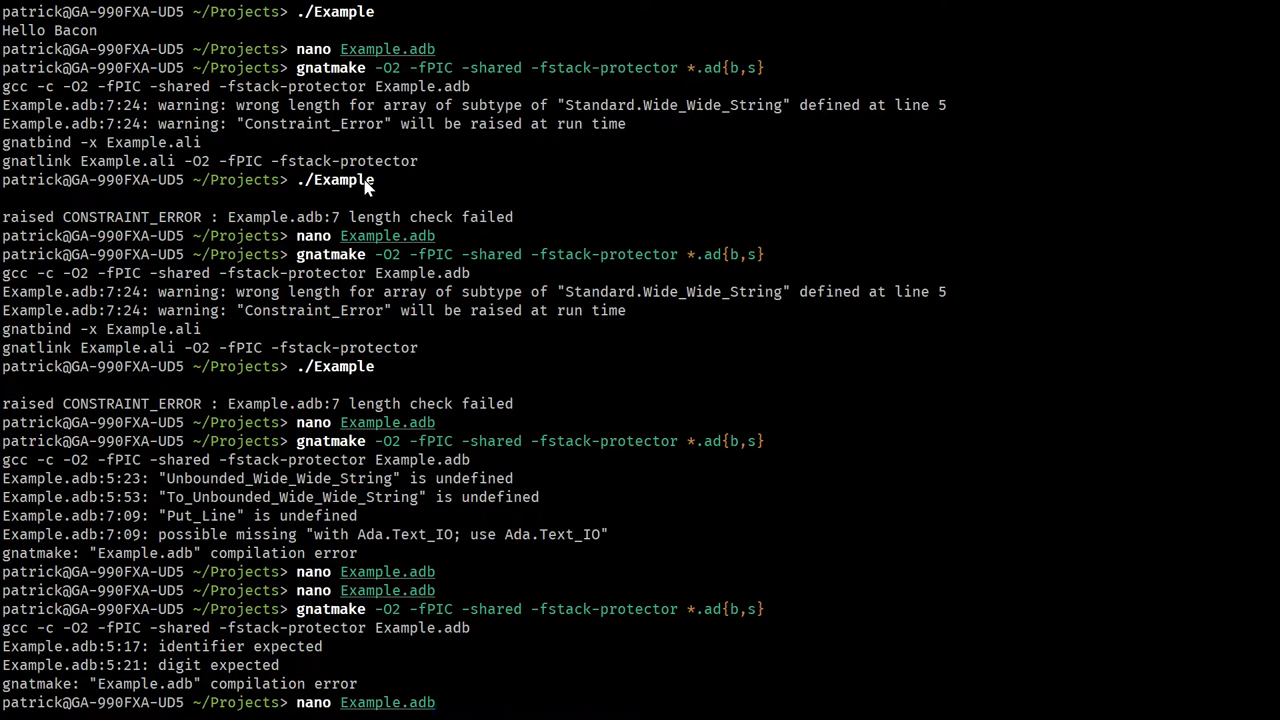 patrick@GA-990FXA-UD5 ~/Projects> ./Example
Hello Bacon
patrick@GA-990FXA-UD5 ~/Projects> nano Example.adb
patrick@GA-990FXA-UD5 ~/Projects> gnatmake -O2 -fPIC -shared -fstack-protector *.ad{b,s}
gcc -c -O2 -fPIC -shared -fstack-protector Example.adb
Example.adb:7:24: warning: wrong length for array of subtype of "Standard.Wide_Wide_String" defined at line 5
Example.adb:7:24: warning: "Constraint_Error" will be raised at run time
gnatbind -x Example.ali
gnatlink Example.ali -O2 -fPIC -fstack-protector
patrick@GA-990FXA-UD5 ~/Projects> ./Example
raised CONSTRAINT_ERROR : Example.adb:7 length check failed
patrick@GA-990FXA-UD5 ~/Projects> nano Example.adb
patrick@GA-990FXA-UD5 ~/Projects> gnatmake -O2 -fPIC -shared -fstack-protector *.ad{b,s}
gcc -c -O2 -fPIC -shared -fstack-protector Example.adb
Example.adb:7:24: warning: wrong length for array of subtype of "Standard.Wide_Wide_String" defined at line 5
Example.adb:7:24: warning: "Constraint_Error" will be raised at run time
gnatbind -x Example.ali
gnatlink Example.ali -O2 -fPIC -fstack-protector
patrick@GA-990FXA-UD5 ~/Projects> ./Example
raised CONSTRAINT_ERROR : Example.adb:7 length check failed
patrick@GA-990FXA-UD5 ~/Projects> nano Example.adb
patrick@GA-990FXA-UD5 ~/Projects> gnatmake -O2 -fPIC -shared -fstack-protector *.ad{b,s}
gcc -c -O2 -fPIC -shared -fstack-protector Example.adb
Example.adb:5:23: "Unbounded_Wide_Wide_String" is undefined
Example.adb:5:53: "To_Unbounded_Wide_Wide_String" is undefined
Example.adb:7:09: "Put_Line" is undefined
Example.adb:7:09: possible missing "with Ada.Text_IO; use Ada.Text_IO"
gnatmake: "Example.adb" compilation error
patrick@GA-990FXA-UD5 ~/Projects> nano Example.adb
patrick@GA-990FXA-UD5 ~/Projects> nano Example.adb
patrick@GA-990FXA-UD5 ~/Projects> gnatmake -O2 -fPIC -shared -fstack-protector *.ad{b,s}
gcc -c -O2 -fPIC -shared -fstack-protector Example.adb
Example.adb:5:17: identifier expected
Example.adb:5:21: digit expected
gnatmake: "Example.adb" compilation error
patrick@GA-990FXA-UD5 ~/Projects> nano Example.adb